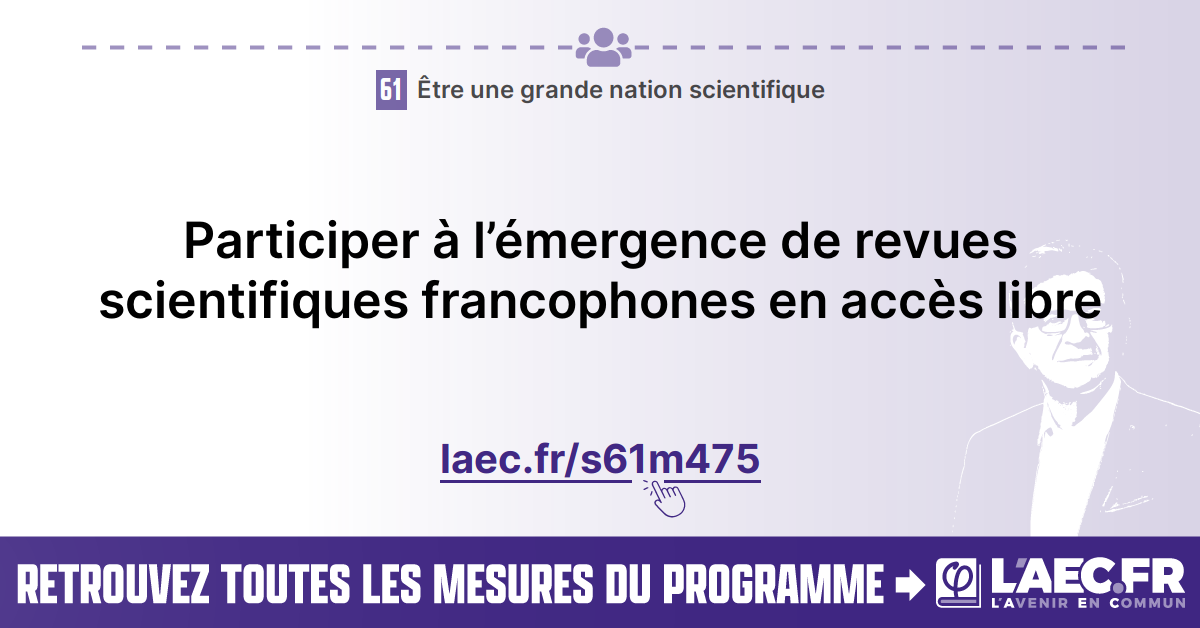 61 Être une grande nation scientifique
Participer à l’émergence de revues
scientifiques francophones en accès libre
laec.fr/s61m475
RETROUVEZ TOUTES LES MESURES DU PROGRAMME
L'AEC.FR
L'AVENIR EN COMMUN